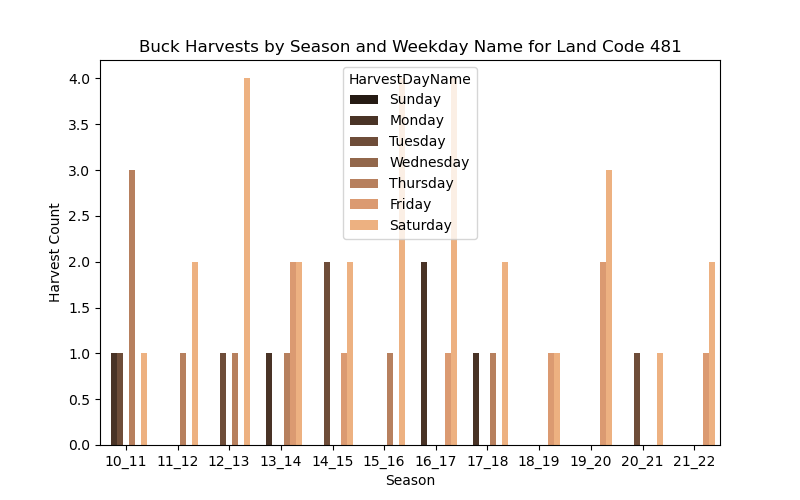 Buck Harvests by Season and Weekday Name for Land Code 481
HarvestDayName
Sunday
Monday
Tuesday
Wednesday
Thursday
Friday
Saturday
Harvest Count
4.0
3.5
3.0
2.5
2.0
1.5
1.0
0.5
0.0
10_11 11_12 12_13 13_14 14_15 15_16 16_17 17_18 18_19 19_20 20_21 21_22
Season